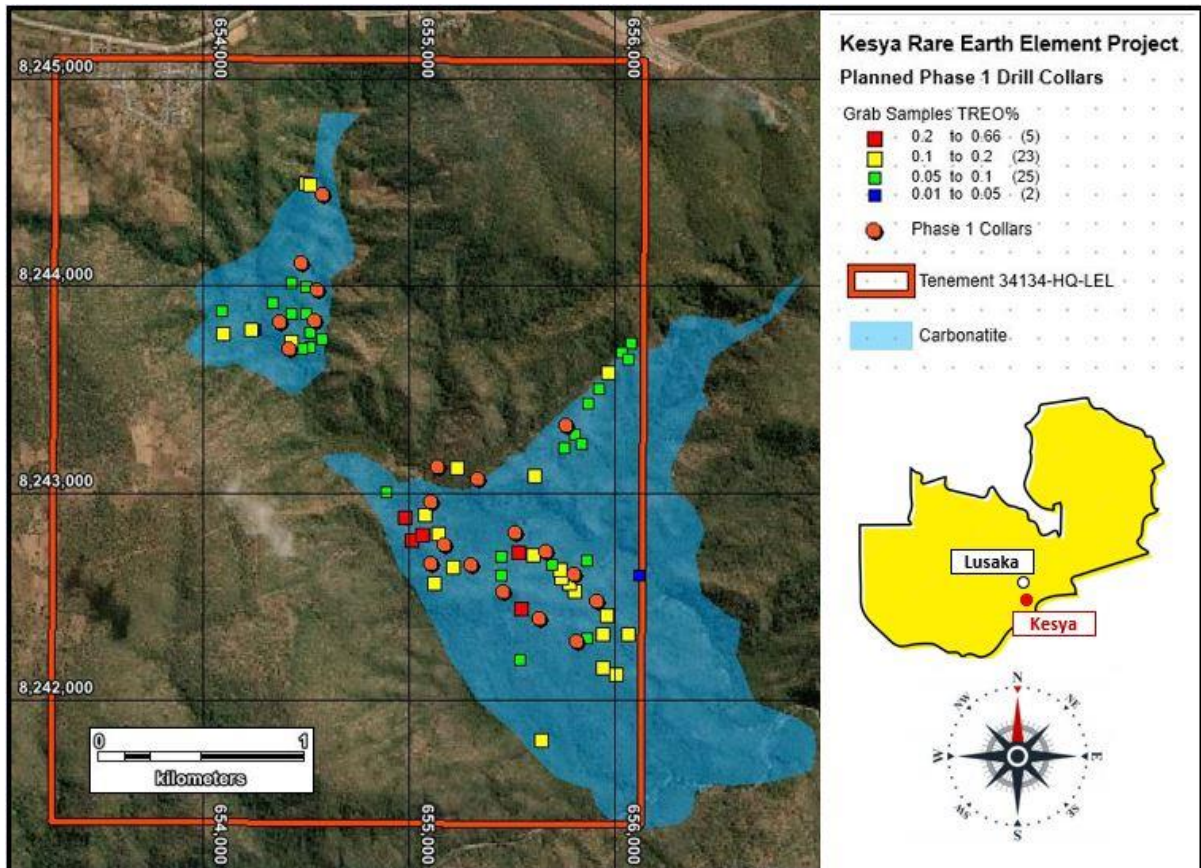 654,000
655,000
656,000
8,245,000
8,244,000
8,243,000
8,242,000
0 1
kilometers
654,000
655,000
656,000
Kesya Rare Earth Element Project
Planned Phase 1 Drill Collars
Grab Samples TREO%
0.2 to 0.66 (5)
0.1 to 0.2 (23)
0.05 to 0.1 (25)
0.01 to 0.05 (2)
Phase 1 Collars
Tenement 34134-HQ-LEL
Carbonatite
Lusaka
Kesya
N
NW NE
W E
SW SE
S